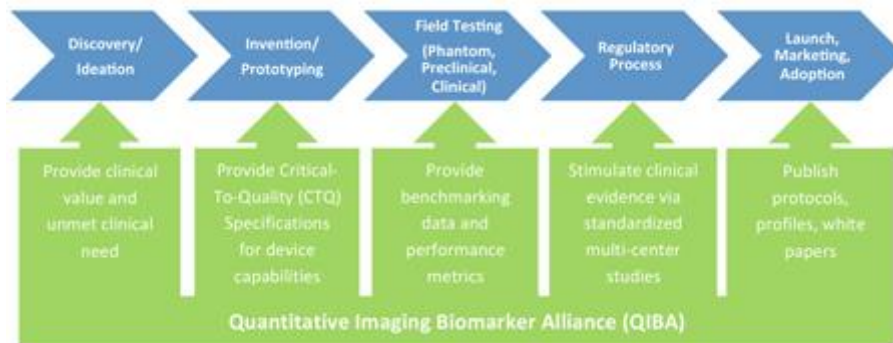 Discovery/
Ideation
Invention/
Prototyping
Field Testing
(Phantom,
Preclinical,
Clinical)
Regulatory
Process
Launch,
Marketing,
Adoption
Provide clinical
value and
unmet clinical
need
Provide Critical-
To-Quality (CTQ)
Specifications
for device
capabilities
Provide
benchmarking
data and
performance
metrics
Stimulate clinical
evidence via
standardized
multi-center
studies
Publish
protocols,
profiles, white
papers
Quantitative Imaging Biomarker Alliance (QIBA)